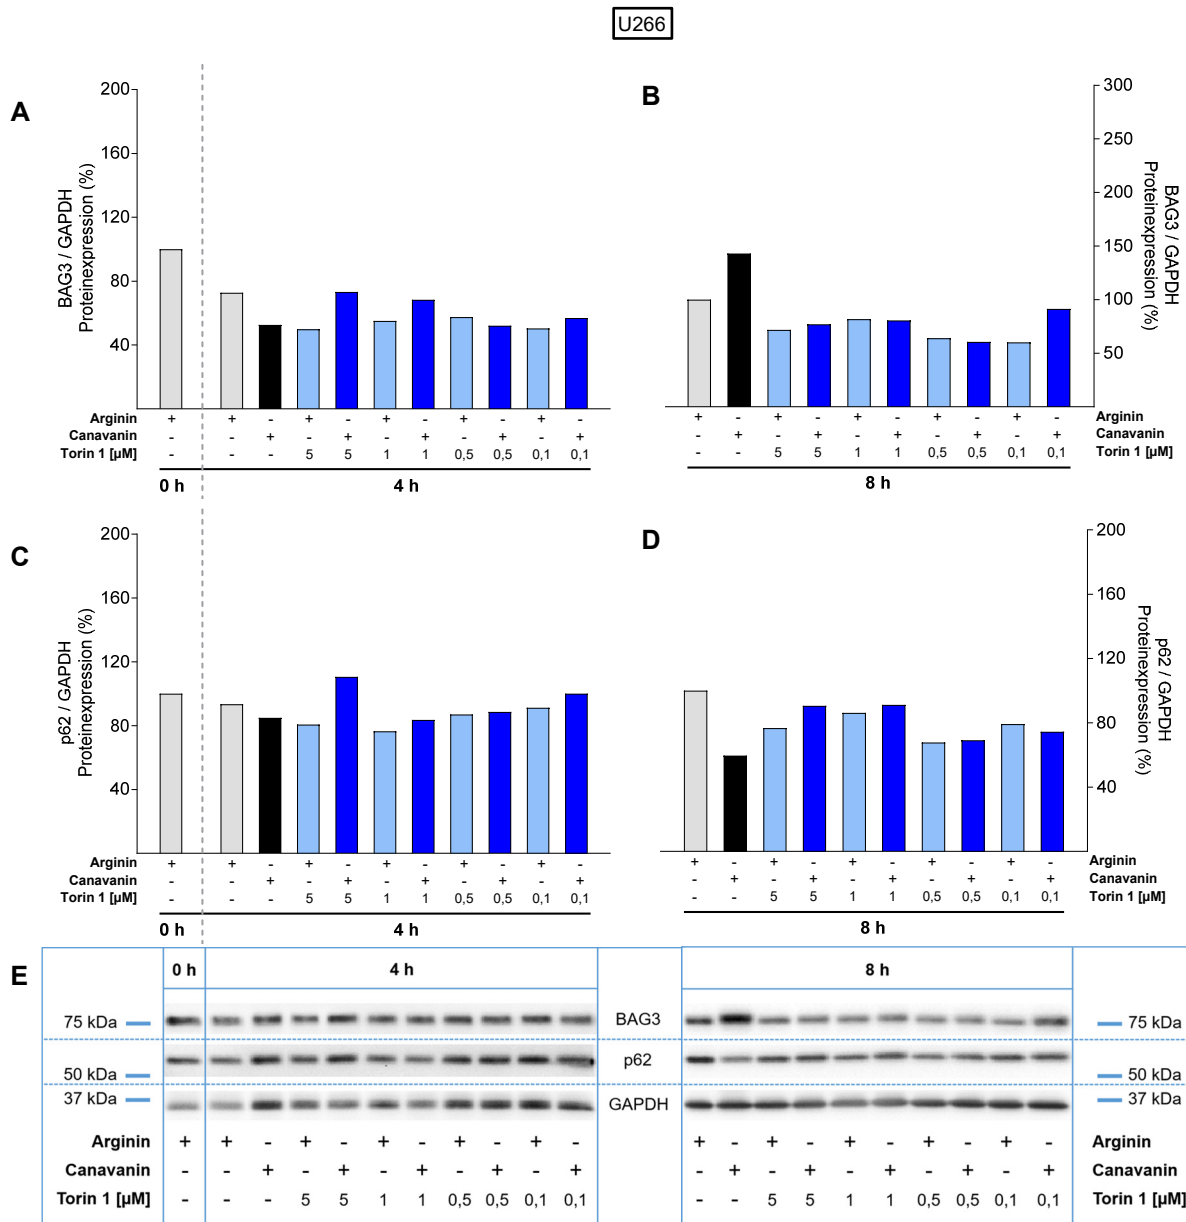 U266
A
BAG3 / GAPDH
Proteinexpression (%)
200
160
120
80
40
Arginin + + - + - + - + - + -
Canavanin - - + - + - + - + - +
Torin 1 [µM] - - - 5 5 1 1 0,5 0,5 0,1 0,1
0 h 4 h
B
300
250
200
150
100
50
BAG3 / GAPDH
Proteinexpression (%)
+ - + - + - + - + - Arginin
- + - + - + - + - + Canavanin
- - 5 5 1 1 0,5 0,5 0,1 0,1 Torin 1 [µM]
8 h
C
p62 / GAPDH
Proteinexpression (%)
200
160
120
80
40
Arginin + + - + - + - + - + -
Canavanin - - + - + - + - + - +
Torin 1 [µM] - - - 5 5 1 1 0,5 0,5 0,1 0,1
0 h 4 h
D
200
160
120
80
40
p62 / GAPDH
Proteinexpression (%)
+ - + - + - + - + - Arginin
- + - + - + - + - + Canavanin
- - 5 5 1 1 0,5 0,5 0,1 0,1 Torin 1 [µM]
8 h
E
0 h 4 h 8 h
75 kDa BAG3 75 kDa
p62
50 kDa 50 kDa
37 kDa GAPDH 37 kDa
Arginin + + - + - + - + - + - + - + - + - + - + - Arginin
Canavanin - - + - + - + - + - + - + - + - + - + - + Canavanin
Torin 1 [µM] - - - 5 5 1 1 0,5 0,5 0,1 0,1 - - 5 5 1 1 0,5 0,5 0,1 0,1 Torin 1 [µM]